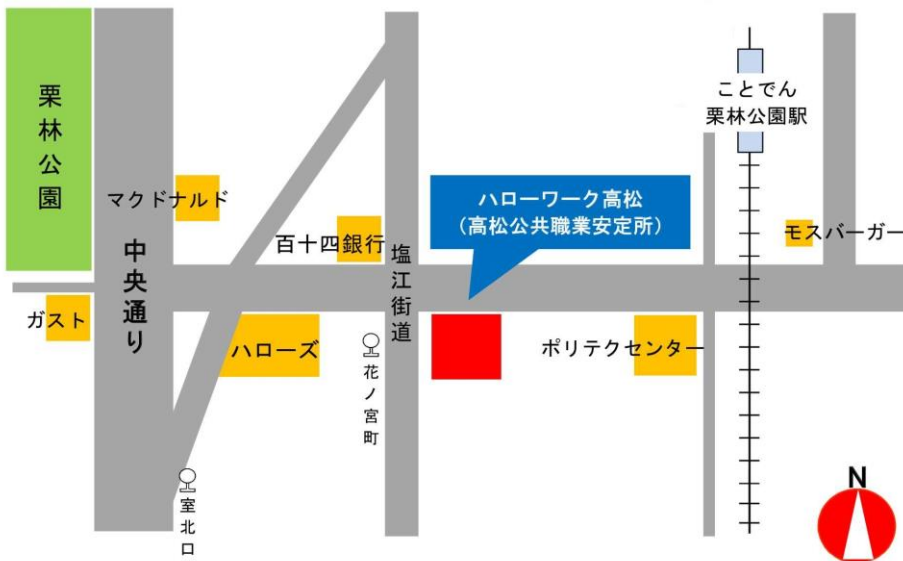 栗林公園
マクドナルド
中央通り
ガスト
百十四銀行
塩江街道
ハローワーク高松
(高松公共職業安定所)
ことでん
栗林公園駅
モスバーガー
ハローズ
花ノ宮町
ポリテクセンター
室北口
N